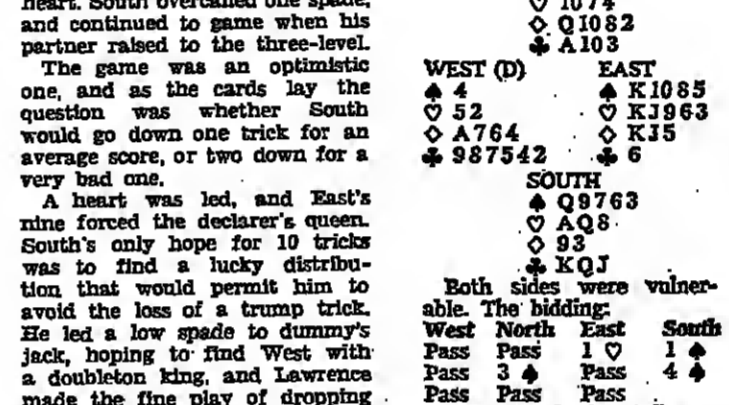 heart. South overcalled one spade,
and continued to game when his
partner raised to the three-level.
The game was an optimistic
one, and as the cards lay the
question was whether South
would go down one trick for an
average score, or two down for a
very bad one.
A heart was led, and East's
nine forced the declarer's queen.
South's only hope for 10 tricks
was to find a lucky distribu-
tion that would permit him to
avoid the loss of a trump trick.
He led a low spade to dummy's
jack, hoping to find West with
a doubleton king, and Lawrence
made the fine play of dropping
♡ 1074
♢ Q1082
♣ A103
WEST (D) EAST
♠ 4 ♠ K1085
♡ 52 ♡ KJ963
♢ A764 ♢ KJ5
♣ 987542 ♣ 6
SOUTH
♠ Q9763
♡ AQ8
♢ 93
♣ KQJ
Both sides were vulner-
able. The bidding:
West North East South
Pass Pass 1 ♡ 1 ♠
Pass 3 ♠ Pass 4 ♠
Pass Pass Pass